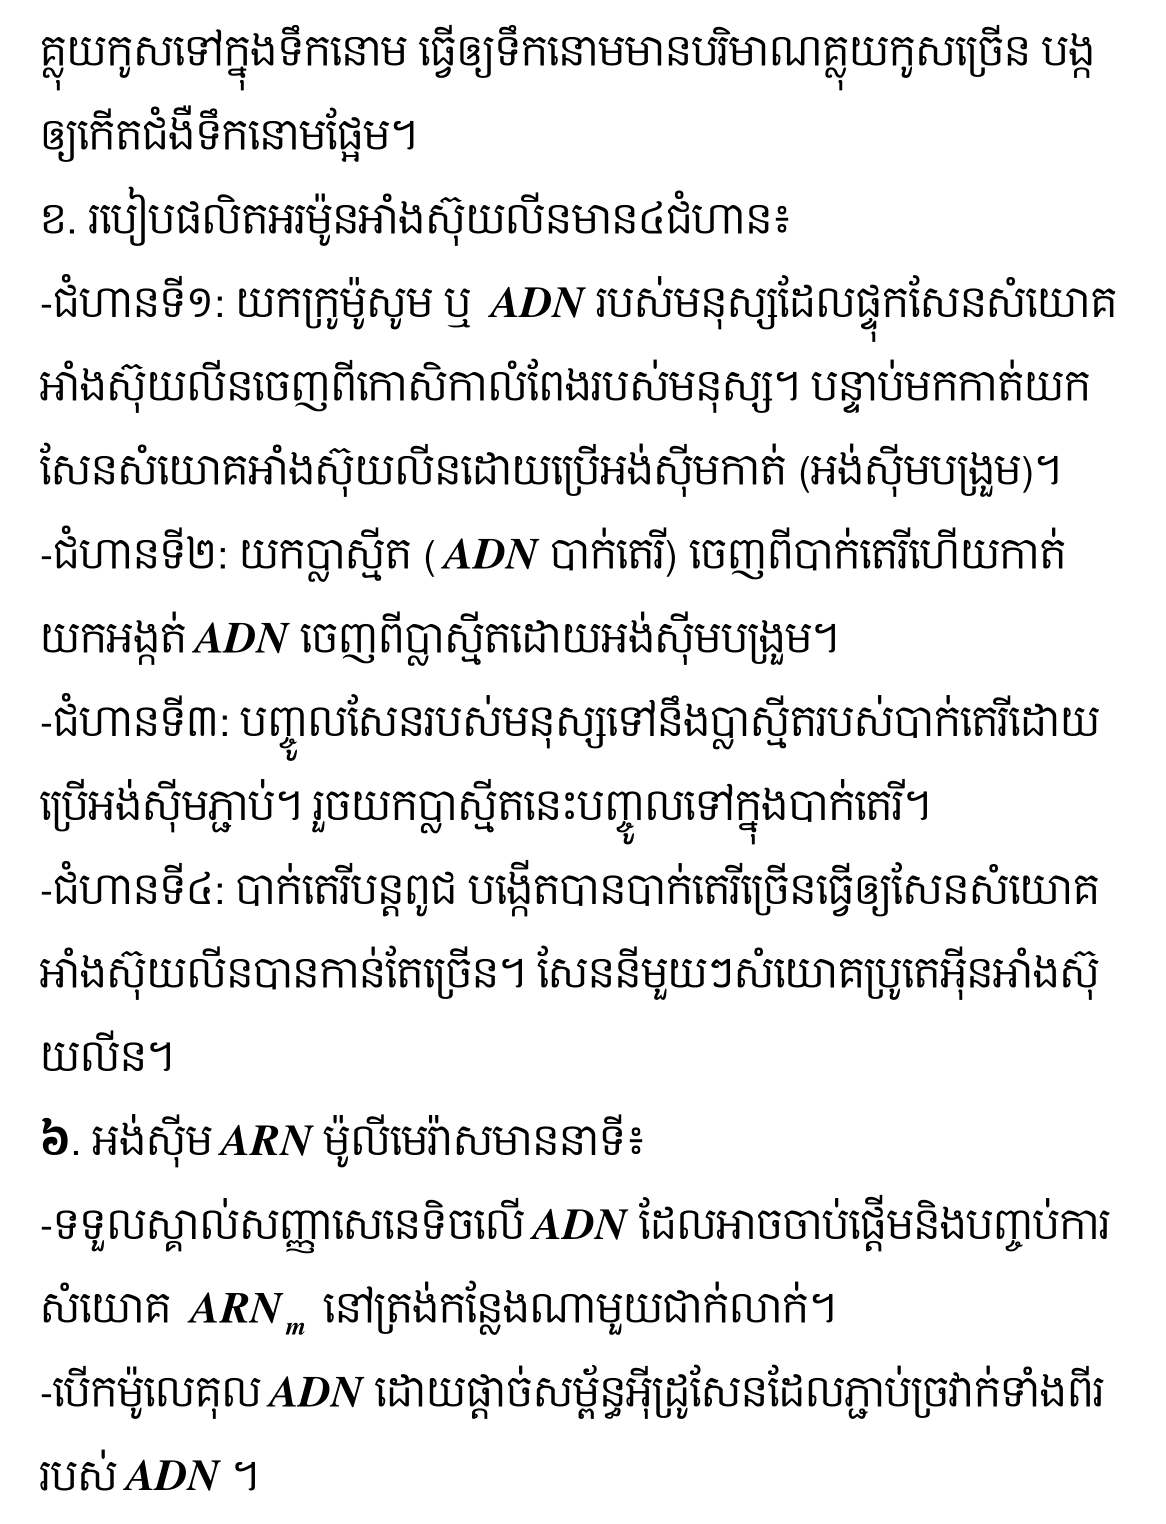 គ្លុយកូសទៅក្នុងទឹកនោម ធ្វើឲ្យទឹកនោមមានបរិមាណគ្លុយកូសច្រើន បង្ក
ឲ្យកើតជំងឺទឹកនោមផ្អែម។
ខ. របៀបផលិតអរម៉ូនអាំងស៊ុយលីនមាន៤ជំហាន៖
-ជំហានទី១: យកក្រូម៉ូសូម ឬ ADN របស់មនុស្សដែលផ្ទុកសែនសំយោគ
អាំងស៊ុយលីនចេញពីកោសិកាលំពែងរបស់មនុស្ស។ បន្ទាប់មកកាត់យក
សែនសំយោគអាំងស៊ុយលីនដោយប្រើអង់ស៊ីមកាត់ (អង់ស៊ីមបង្រួម)។
-ជំហានទី២: យកប្លាស្មីត (ADN បាក់តេរី) ចេញពីបាក់តេរីហើយកាត់
យកអង្កត់ ADN ចេញពីប្លាស្មីតដោយអង់ស៊ីមបង្រួម។
-ជំហានទី៣: បញ្ចូលសែនរបស់មនុស្សទៅនឹងប្លាស្មីតរបស់បាក់តេរីដោយ
ប្រើអង់ស៊ីមភ្ជាប់។ រួចយកប្លាស្មីតនេះបញ្ចូលទៅក្នុងបាក់តេរី។
-ជំហានទី៤: បាក់តេរីបន្តពូជ បង្កើតបានបាក់តេរីច្រើនធ្វើឲ្យសែនសំយោគ
អាំងស៊ុយលីនបានកាន់តែច្រើន។ សែននីមួយៗសំយោគប្រូតេអ៊ីនអាំងស៊ុ
យលីន។
៦. អង់ស៊ីម ARN ម៉ូលីមេរ៉ាសមាននាទី៖
-ទទួលស្គាល់សញ្ញាសេនេទិចលើ ADN ដែលអាចចាប់ផ្តើមនិងបញ្ចប់ការ
សំយោគ ARNₘ នៅត្រង់កន្លែងណាមួយជាក់លាក់។
-បើកម៉ូលេគុល ADN ដោយផ្តាច់សម្ព័ន្ធអ៊ីដ្រូសែនដែលភ្ជាប់ច្រវាក់ទាំងពីរ
របស់ ADN ។